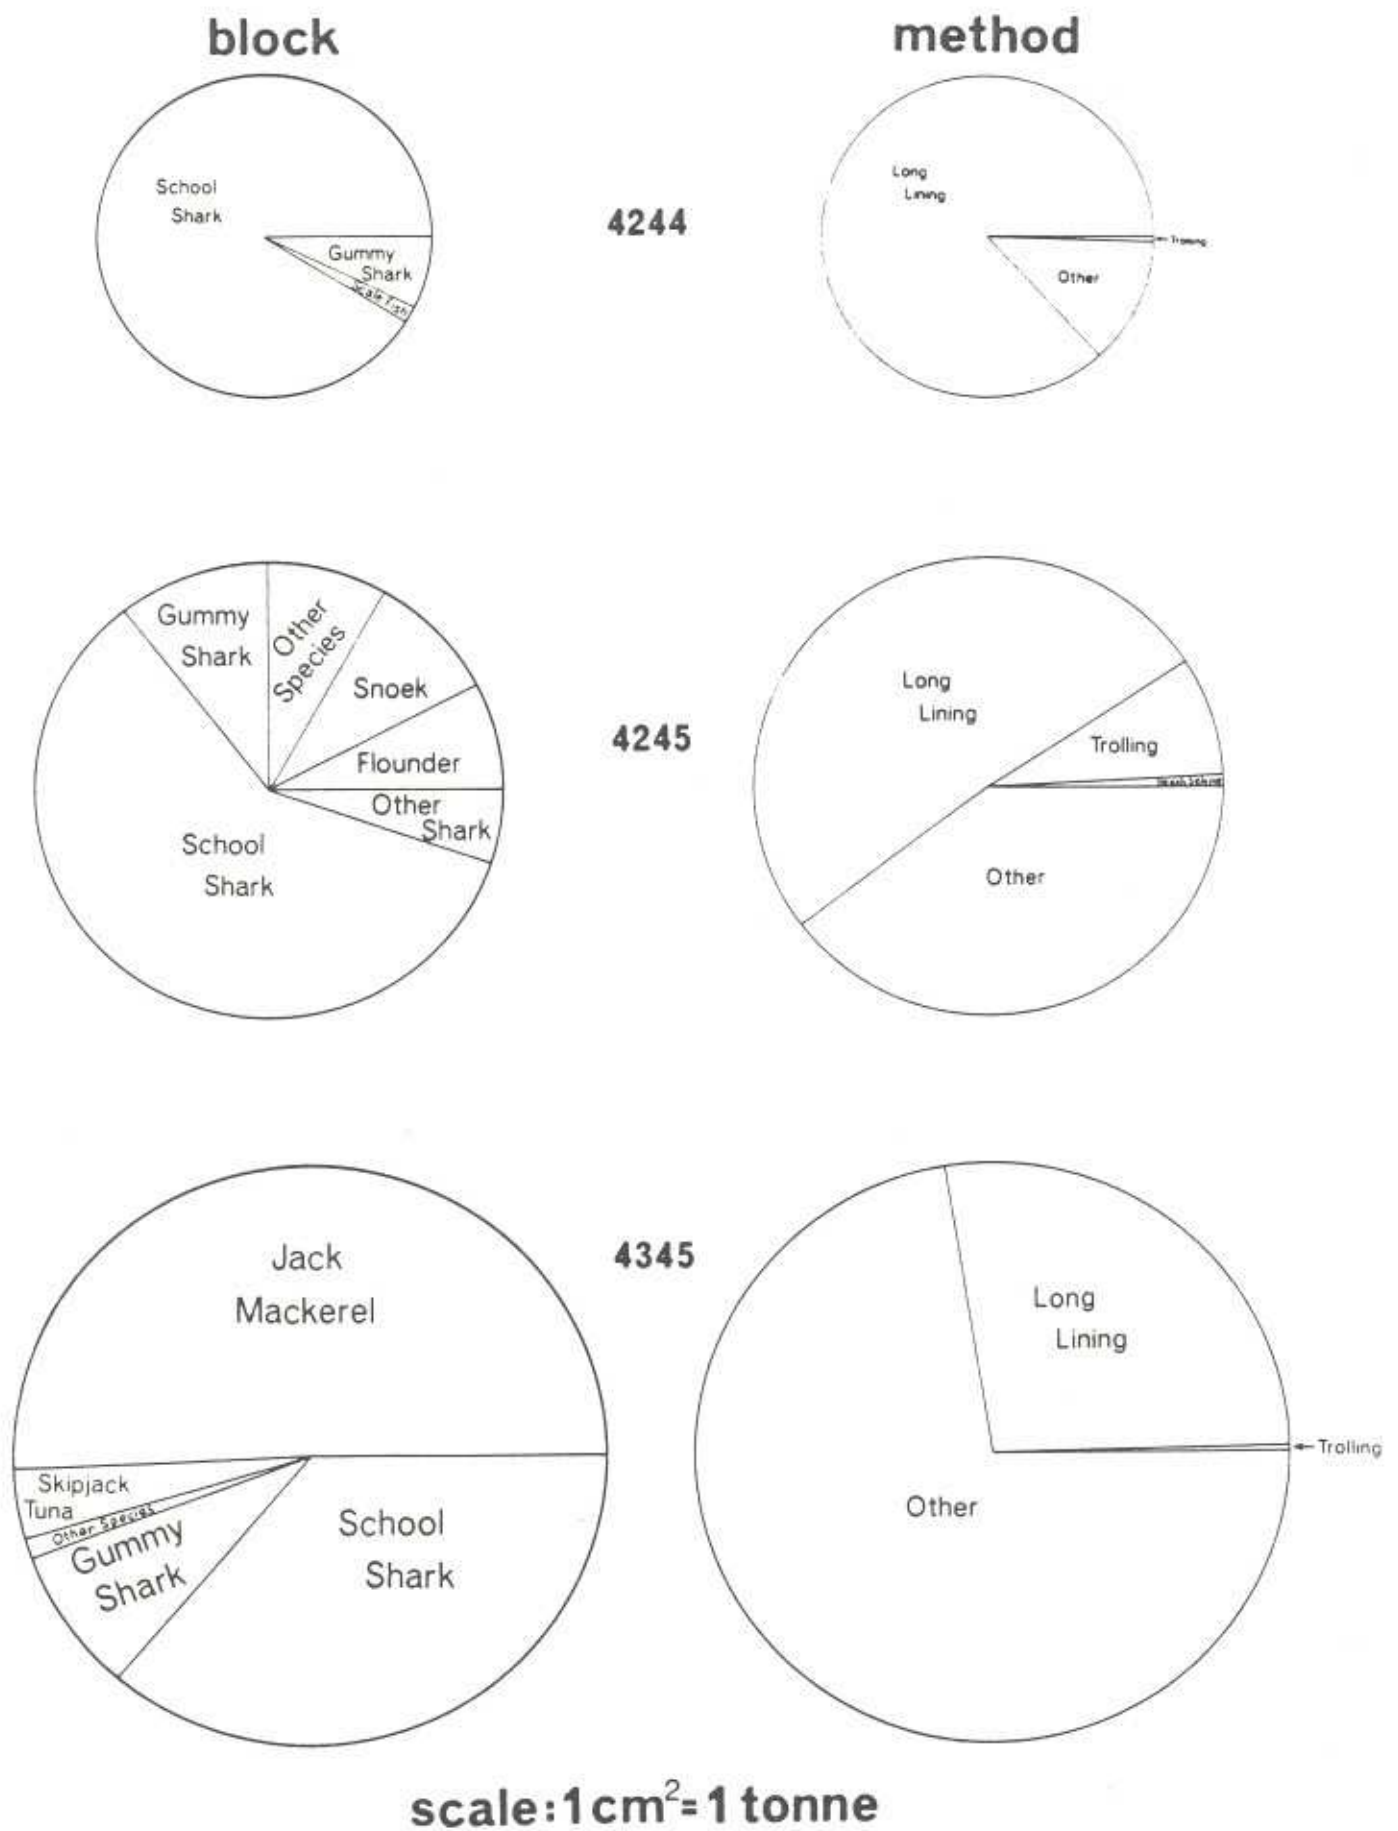 block
method
School
Shark
Gummy
Shark
Scale Fish
4244
Long
Lining
Trolling
Other
Gummy
Shark
Other
Species
Snoek
Flounder
Other
Shark
School
Shark
4245
Long
Lining
Trolling
Other
Jack
Mackerel
Skipjack
Tuna
Other Species
Gummy
Shark
School
Shark
4345
Long
Lining
Trolling
Other
scale:1cm²=1 tonne